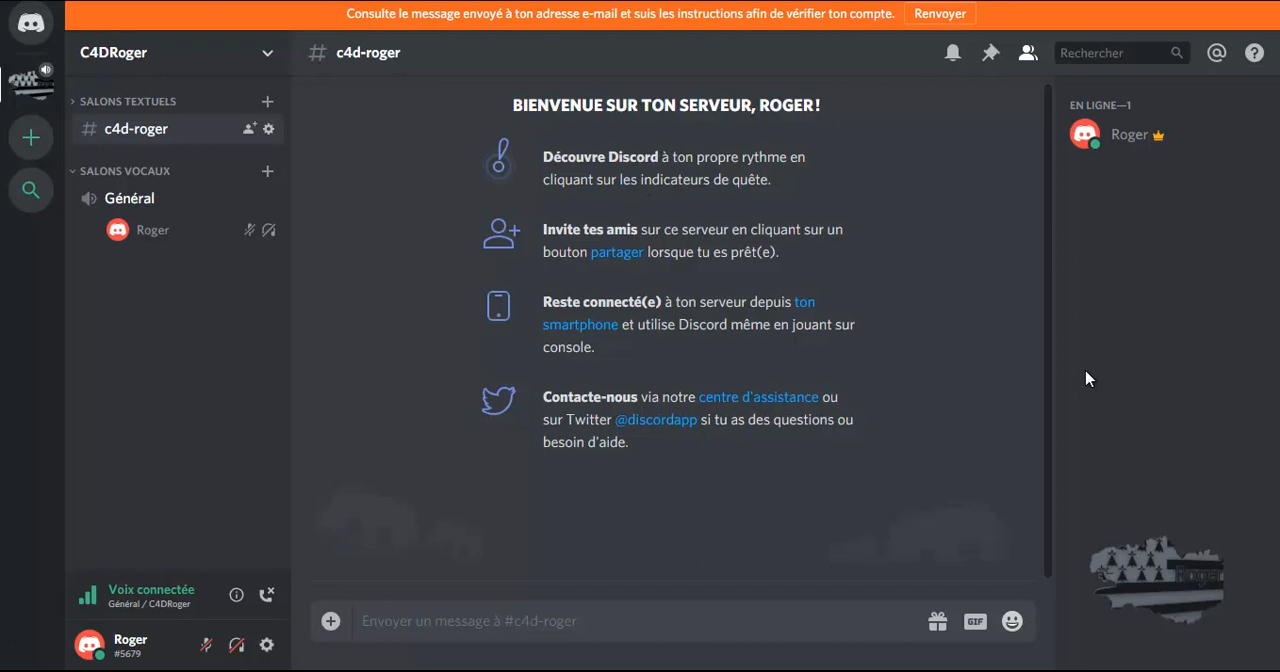 Consulte le message envoyé à ton adresse e-mail et suis les instructions afin de vérifier ton compte. Renvoyer
C4DRoger
c4d-roger
Rechercher
SALONS TEXTUELS
c4d-roger
SALONS VOCAUX
Général
Roger
BIENVENUE SUR TON SERVEUR, ROGER !
Découvre Discord à ton propre rythme en
cliquant sur les indicateurs de quête.
Invite tes amis sur ce serveur en cliquant sur un
bouton partager lorsque tu es prêt(e).
Reste connecté(e) à ton serveur depuis ton
smartphone et utilise Discord même en jouant sur
console.
Contacte-nous via notre centre d'assistance ou
sur Twitter @discordapp si tu as des questions ou
besoin d'aide.
EN LIGNE—1
Roger
Voix connectée
Général / C4DRoger
Roger
#5679
Envoyer un message à #c4d-roger
GIF